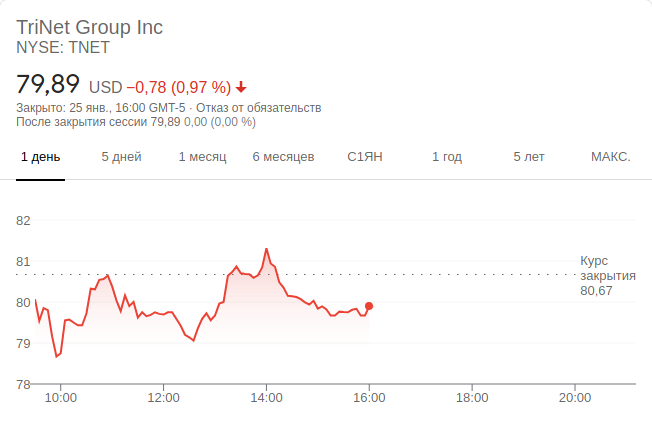 TriNet Group Inc
NYSE: TNET
79,89 USD −0,78 (0,97 %)
Закрыто: 25 янв., 16:00 GMT-5 · Отказ от обязательств
После закрытия сессии 79,89 0,00 (0,00 %)
1 день 5 дней 1 месяц 6 месяцев С1ЯН 1 год 5 лет МАКС.
82
81
80
79
78
Курс
закрытия
80,67
10:00 12:00 14:00 16:00 18:00 20:00